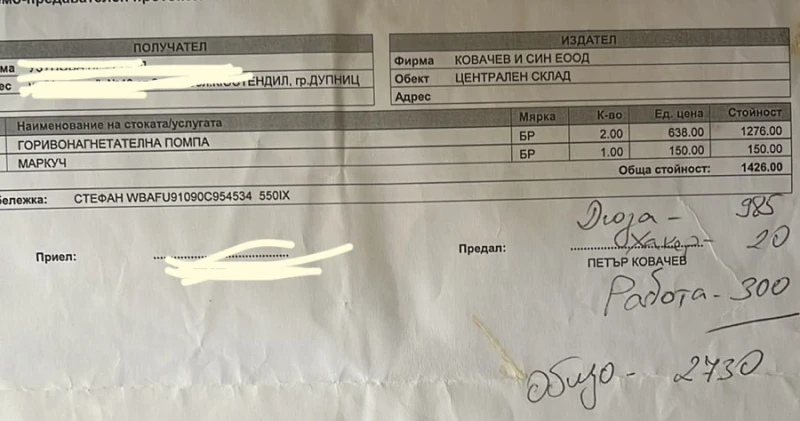 ПОЛУЧАТЕЛ
ИЗДАТЕЛ
Фирма КОВАЧЕВ И СИН ЕООД
Обект ЦЕНТРАЛЕН СКЛАД
гр.ДУПНИЦ
Адрес
Наименование на стоката/услугата Мярка К-во Ед. цена Стойност
ГОРИВОНАГНЕТАТЕЛНА ПОМПА БР 2.00 638.00 1276.00
МАРКУЧ БР 1.00 150.00 150.00
Обща стойност: 1426.00
бележка: СТЕФАН WBAFU91090C954534 550IX
Дюза - 985
20
Приел: Предал:
ПЕТЪР КОВАЧЕВ
Работа - 300
Общо - 2730